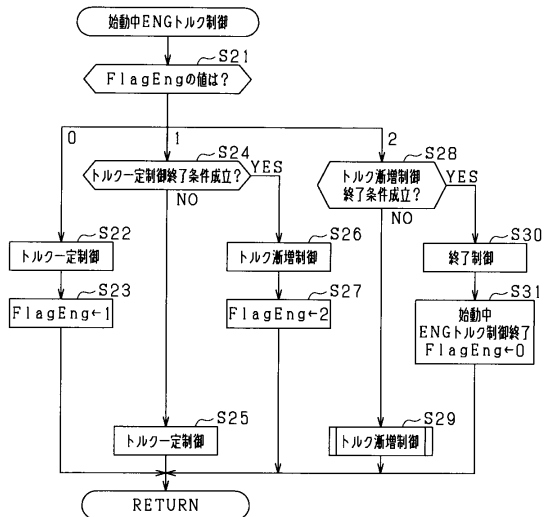 始動中ENGトルク制御
S21
FlagEngの値は?
0
1
2
S24
トルク一定制御終了条件成立?
YES
NO
S28
トルク漸増制御
終了条件成立?
YES
NO
S22
トルク一定制御
S26
トルク漸増制御
S30
終了制御
S23
FlagEng←1
S27
FlagEng←2
S31
始動中
ENGトルク制御終了
FlagEng←0
S25
トルク一定制御
S29
トルク漸増制御
RETURN